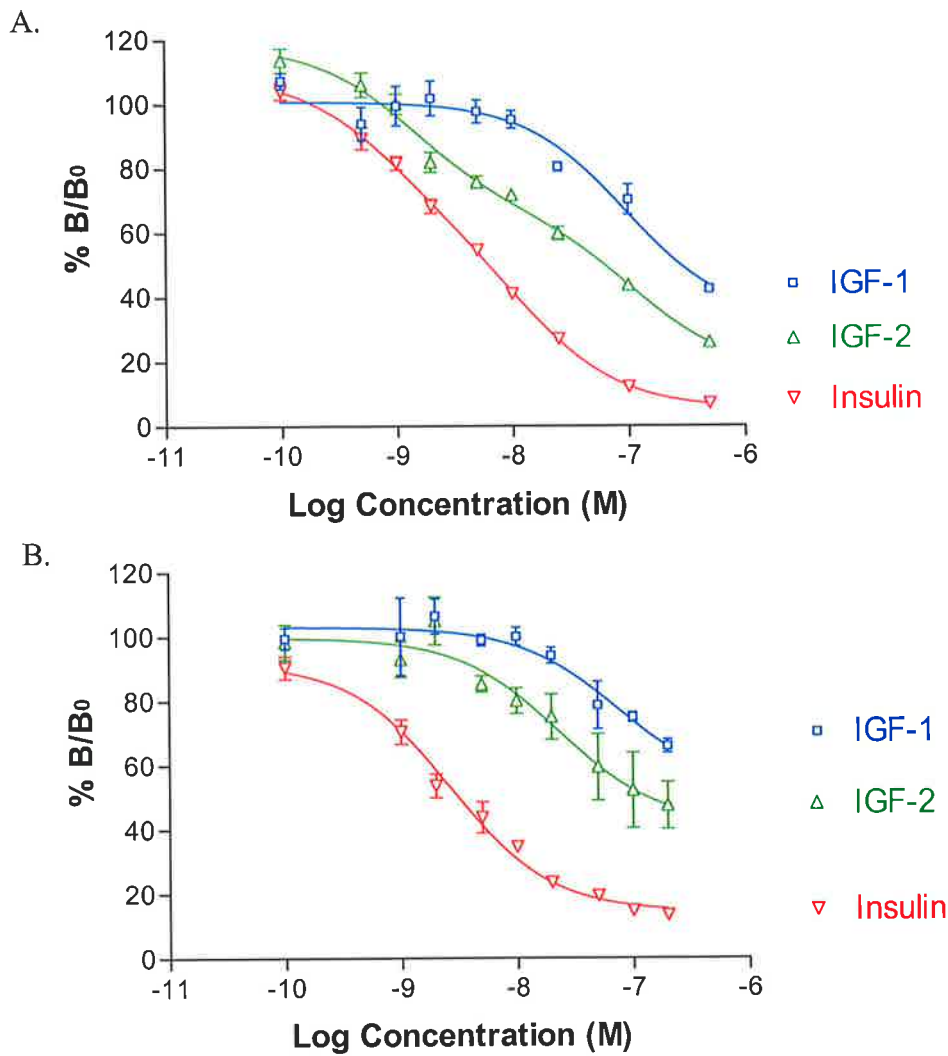 A.
120
100
80
60
40
20
0
% B/B0
-11
-10
-9
-8
-7
-6
Log Concentration (M)
IGF-1
IGF-2
Insulin
B.
120
100
80
60
40
20
0
% B/B0
-11
-10
-9
-8
-7
-6
Log Concentration (M)
IGF-1
IGF-2
Insulin